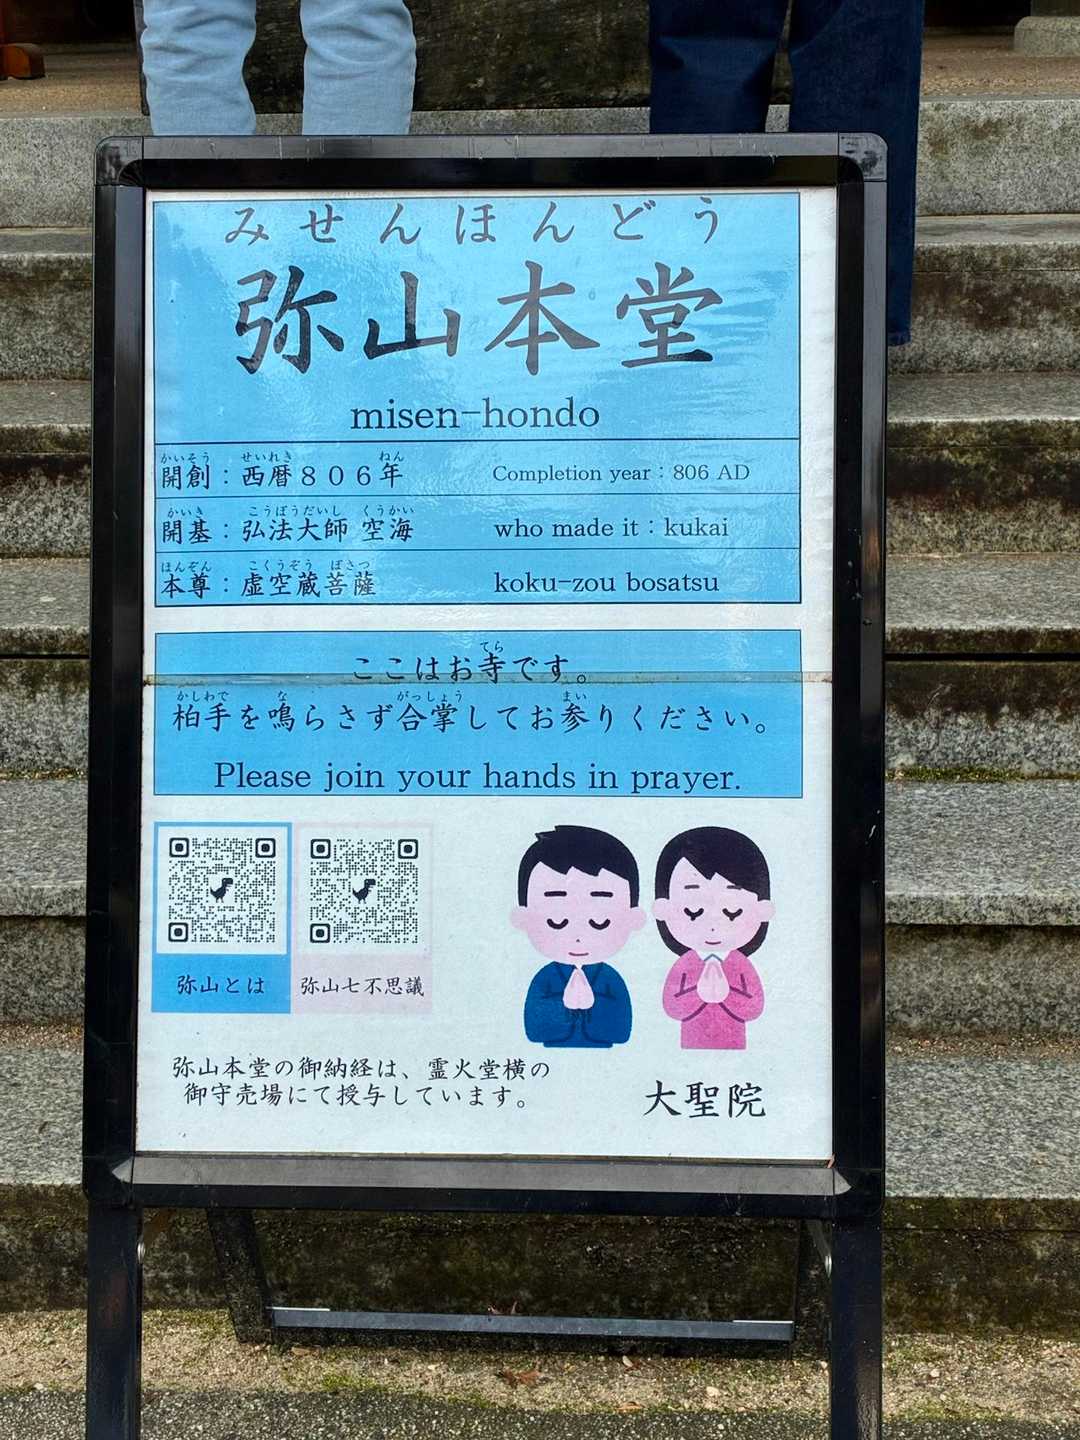 みせんほんどう
弥山本堂
misen-hondo
かいそう せいれき ねん
開創：西暦８０６年 Completion year：806 AD
かいき こうぼうだいし くうかい
開基：弘法大師 空海 who made it：kukai
ほんぞん こくうぞう ぼさつ
本尊：虚空蔵菩薩 koku-zou bosatsu
てら
ここはお寺です。
かしわで な がっしょう まい
柏手を鳴らさず合掌してお参りください。
Please join your hands in prayer.
弥山とは 弥山七不思議
弥山本堂の御納経は、霊火堂横の
御守売場にて授与しています。
大聖院